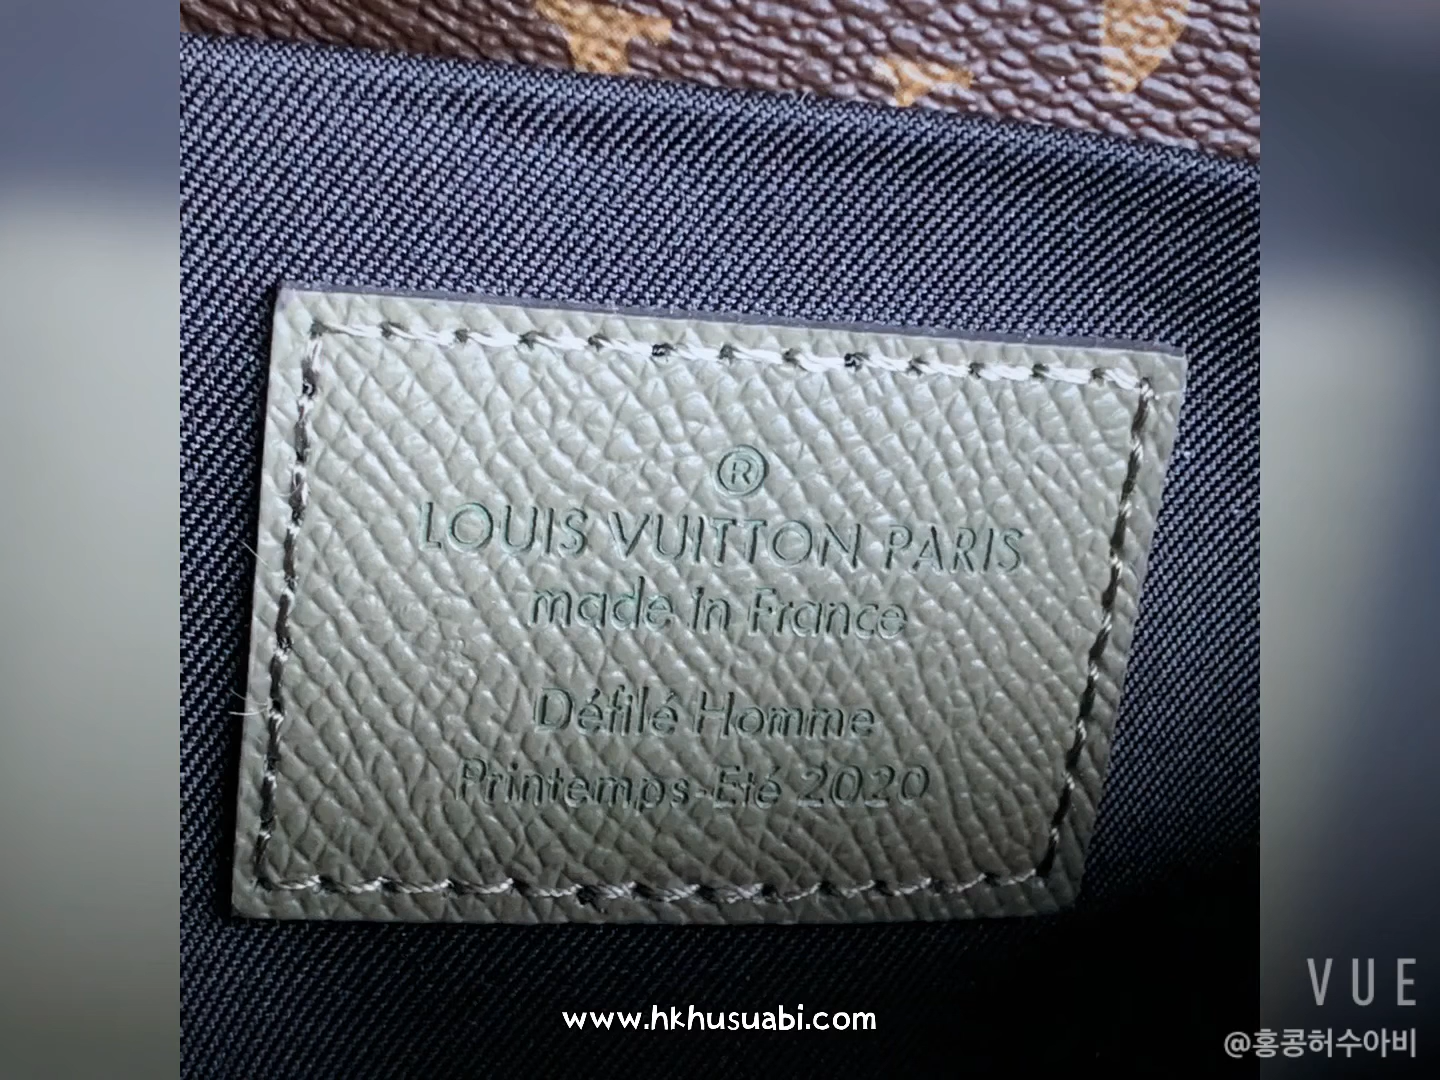 ®
LOUIS VUITTON PARIS
made in France
Défilé Homme
Printemps-Eté 2020
www.hkhusuabi.com
VUE
@홍콩허수아비